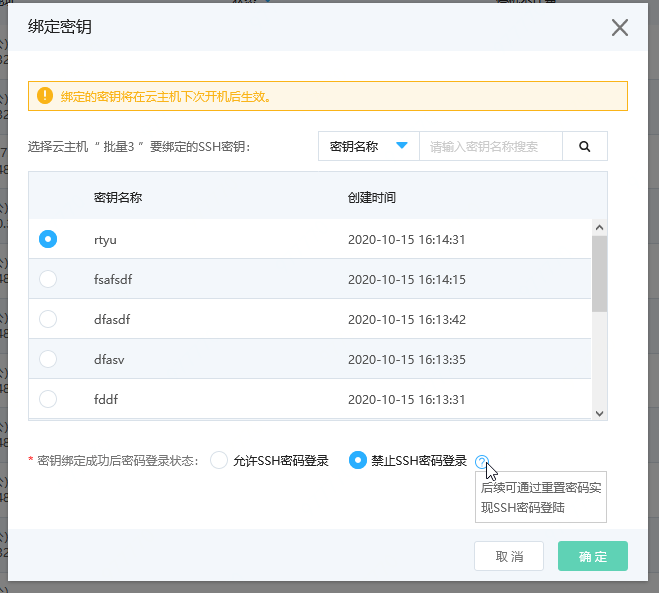 绑定密钥
绑定的密钥将在云主机下次开机后生效。
选择云主机“ 批量3 ”要绑定的SSH密钥：
密钥名称
请输入密钥名称搜索
密钥名称 创建时间
rtyu 2020-10-15 16:14:31
fsafsdf 2020-10-15 16:14:15
dfasdf 2020-10-15 16:13:42
dfasv 2020-10-15 16:13:35
fddf 2020-10-15 16:13:31
* 密钥绑定成功后密码登录状态： 允许SSH密码登录 禁止SSH密码登录 ?
后续可通过重置密码实
现SSH密码登陆
取 消 确 定